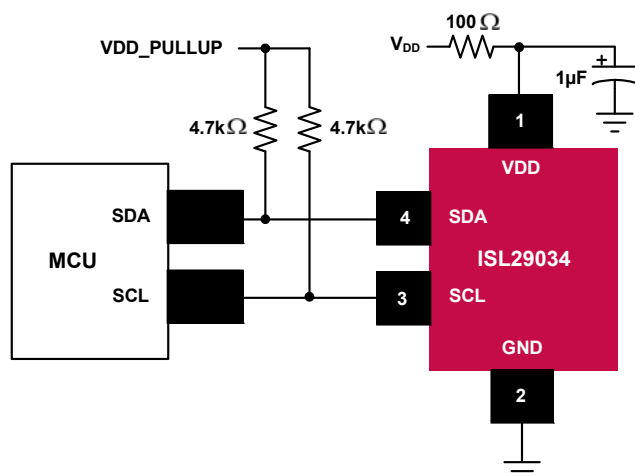 100Ω
VDD_PULLUP
VDD
1µF
+
4.7kΩ
4.7kΩ
1
VDD
SDA
4
SDA
MCU
ISL29034
SCL
3
SCL
GND
2